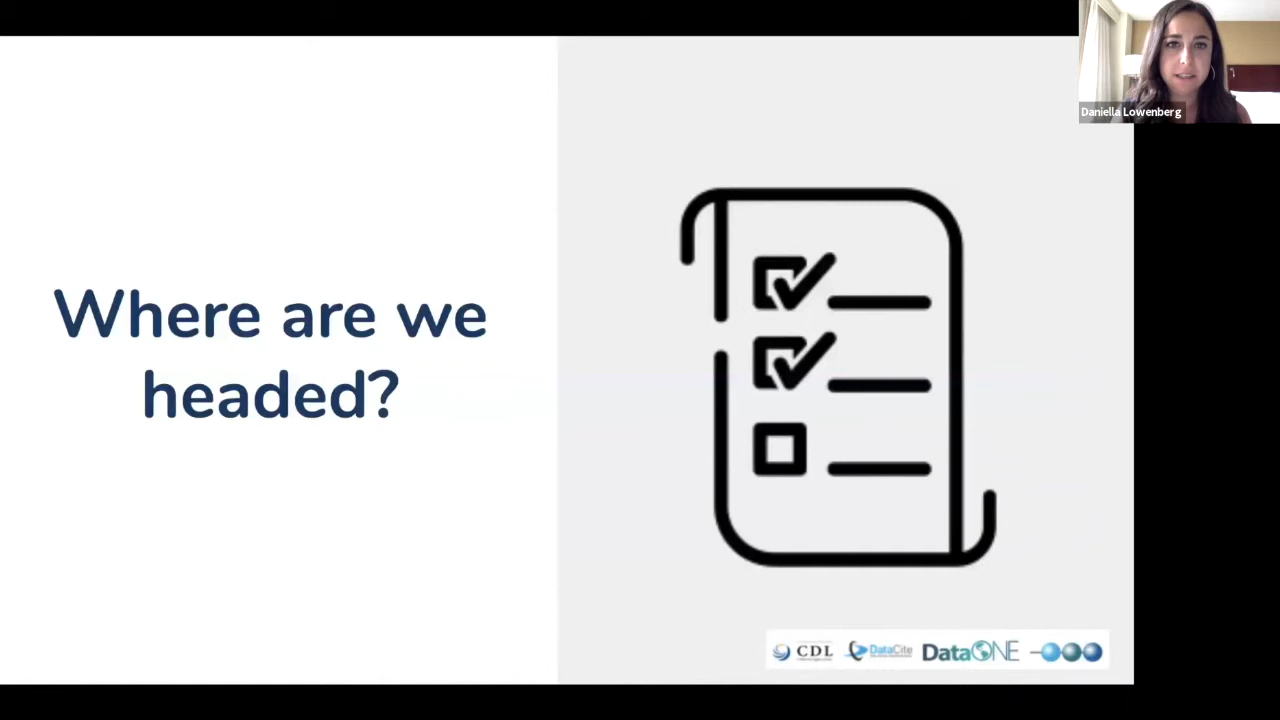 Daniella Lowenberg
Where are we
headed?
CDL
DataCite
DataONE